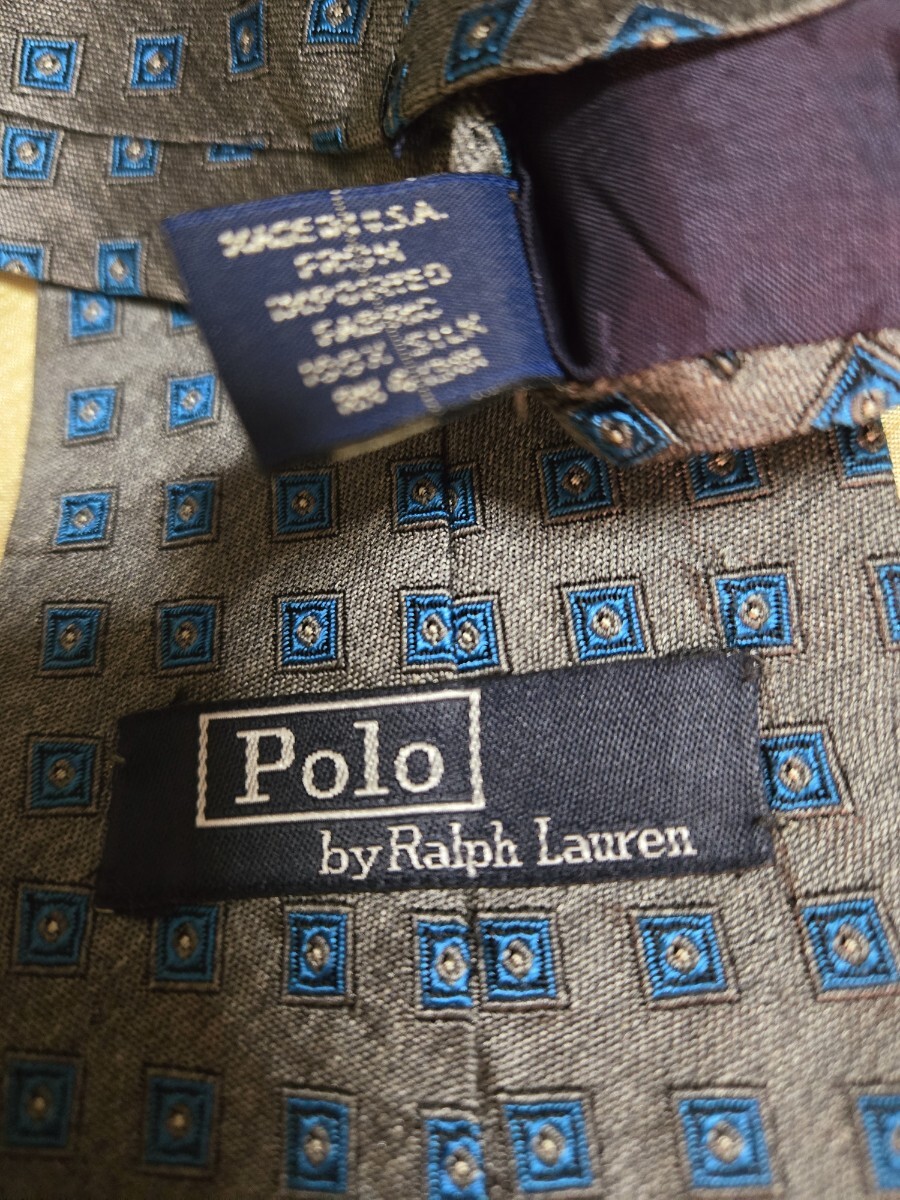 MADE IN U.S.A.
FROM
IMPORTED
FABRIC
100% SILK
Polo
by Ralph Lauren